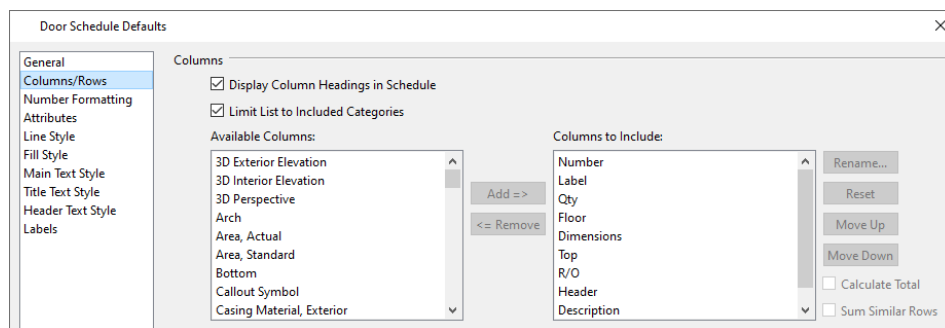 Door Schedule Defaults
General
Columns/Rows
Number Formatting
Attributes
Line Style
Fill Style
Main Text Style
Title Text Style
Header Text Style
Labels
Columns
Display Column Headings in Schedule
Limit List to Included Categories
Available Columns:
3D Exterior Elevation
3D Interior Elevation
3D Perspective
Arch
Area, Actual
Area, Standard
Bottom
Callout Symbol
Casing Material, Exterior
Add =>
<= Remove
Columns to Include:
Number
Label
Qty
Floor
Dimensions
Top
R/O
Header
Description
Rename...
Reset
Move Up
Move Down
Calculate Total
Sum Similar Rows